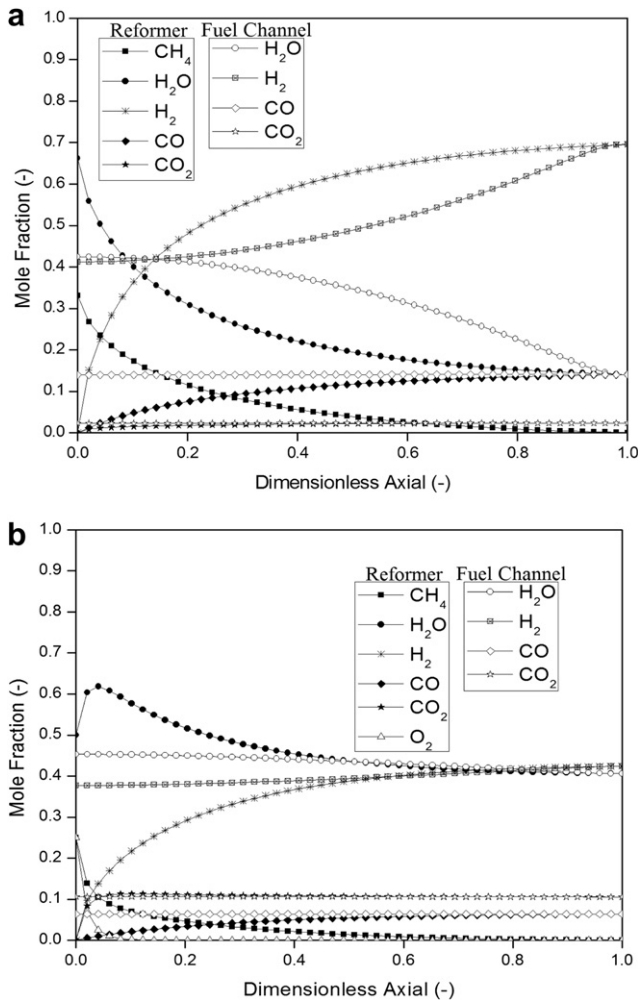 a
Reformer Fuel Channel
CH₄ H₂O
H₂O H₂
H₂ CO
CO CO₂
CO₂
Mole Fraction (-)
1.0
0.9
0.8
0.7
0.6
0.5
0.4
0.3
0.2
0.1
0.0
0.0 0.2 0.4 0.6 0.8 1.0
Dimensionless Axial (-)
b
Reformer Fuel Channel
CH₄ H₂O
H₂O H₂
H₂ CO
CO CO₂
CO₂
O₂
Mole Fraction (-)
1.0
0.9
0.8
0.7
0.6
0.5
0.4
0.3
0.2
0.1
0.0
0.0 0.2 0.4 0.6 0.8 1.0
Dimensionless Axial (-)